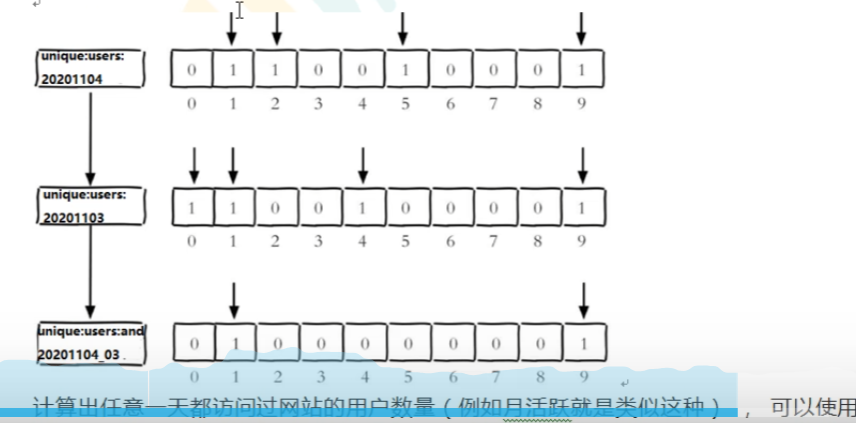 unique:users:
20201104
0 1 1 0 0 1 0 0 0 1
0 1 2 3 4 5 6 7 8 9
unique:users:
20201103
1 1 0 0 1 0 0 0 0 1
0 1 2 3 4 5 6 7 8 9
unique:users:and
20201104_03
0 1 0 0 0 0 0 0 0 1
0 1 2 3 4 5 6 7 8 9
计算出任意一天都访问过网站的用户数量（例如月活跃就是类似这种），可以使用